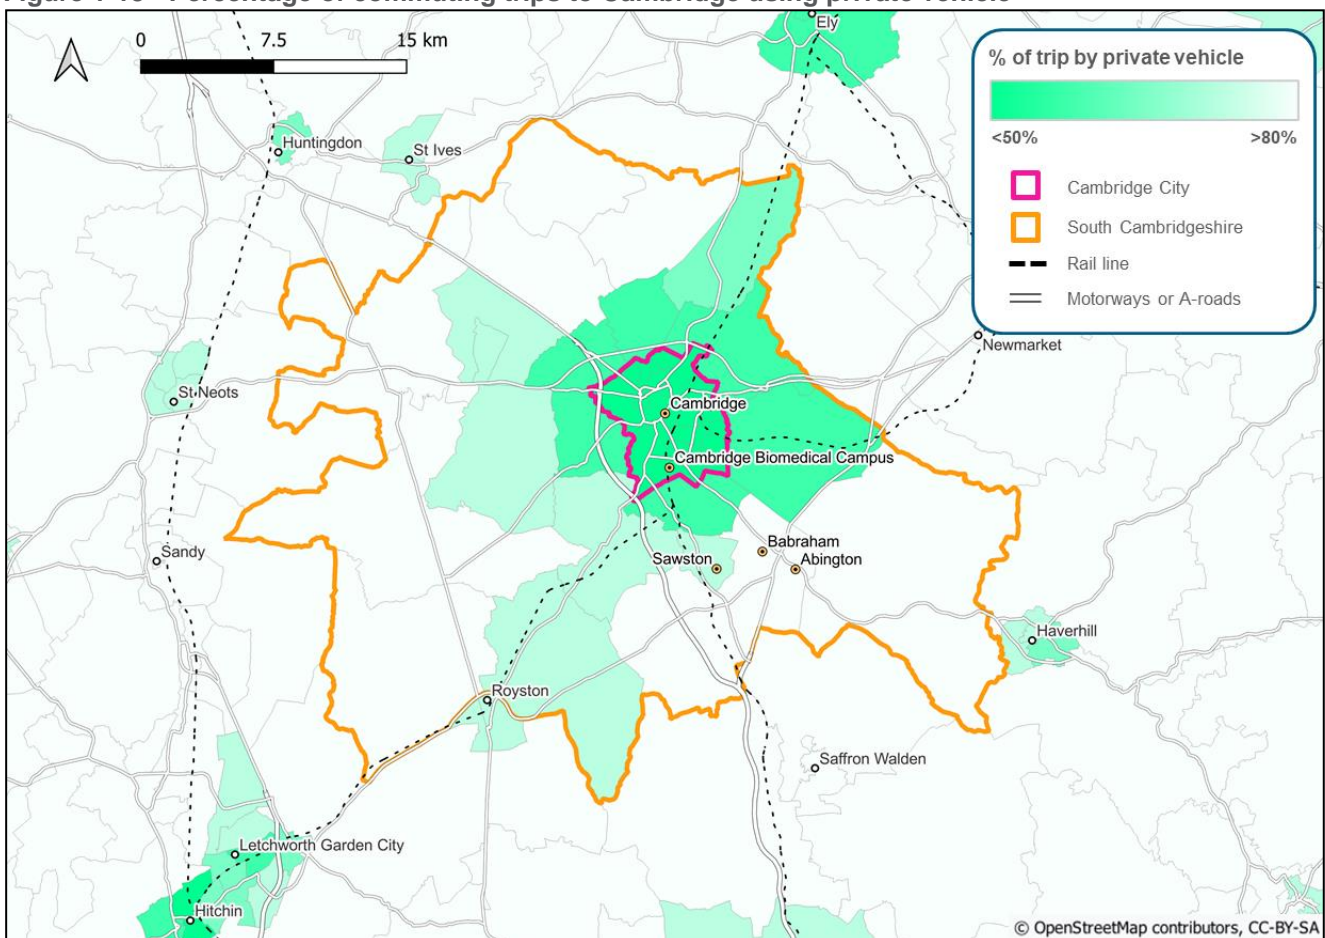 Figure 1-10 - Percentage of commuting trips to Cambridge using private vehicle
0 7.5 15 km
Ely
% of trip by private vehicle
<50% >80%
Cambridge City
South Cambridgeshire
Rail line
Motorways or A-roads
Huntingdon
St Ives
Newmarket
St Neots
Cambridge
Cambridge Biomedical Campus
Babraham
Sandy
Sawston
Abington
Haverhill
Royston
Saffron Walden
Letchworth Garden City
Hitchin
© OpenStreetMap contributors, CC-BY-SA